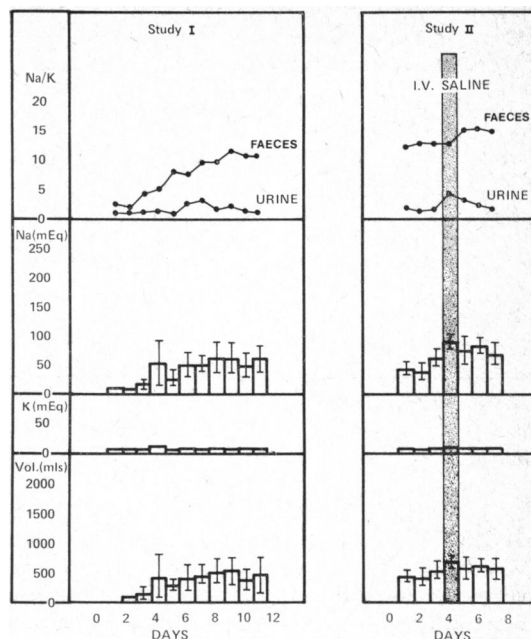 Study I
Study II
Na/K
20
15
10
5
0
I.V. SALINE
FAECES
URINE
FAECES
URINE
Na(mEq)
250
200
150
100
50
0
K(mEq)
50
0
Vol.(mls)
2000
1500
1000
500
0
0 2 4 6 8 10 12
DAYS
0 2 4 6 8
DAYS